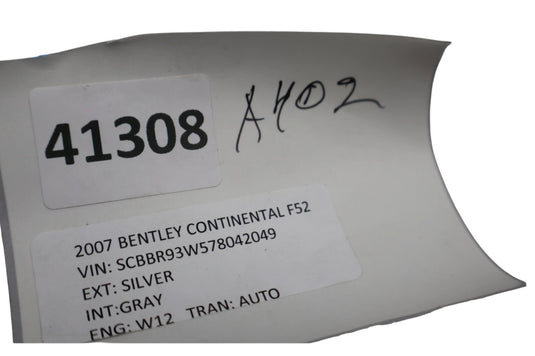 41308
A402
2007 BENTLEY CONTINENTAL F52
VIN: SCBBR93W578042049
EXT: SILVER
INT:GRAY
ENG: W12 TRAN: AUTO